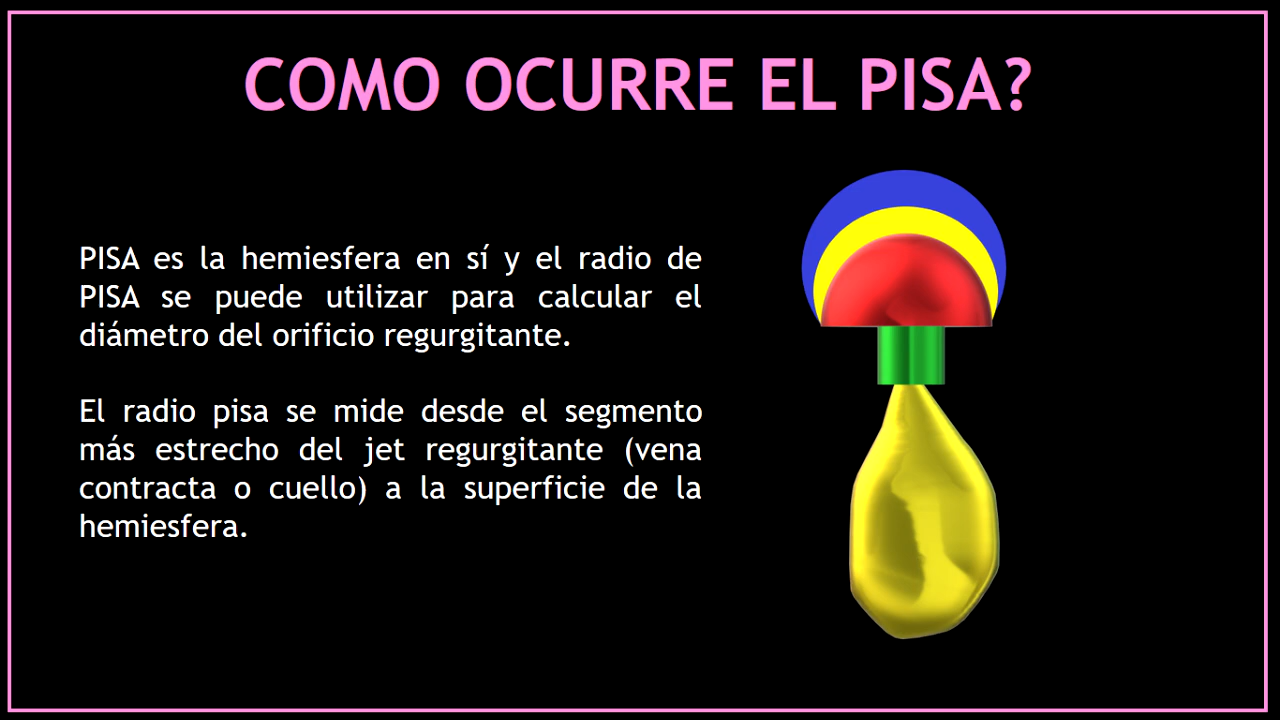 COMO OCURRE EL PISA?
PISA es la hemiesfera en sí y el radio de
PISA se puede utilizar para calcular el
diámetro del orificio regurgitante.
El radio pisa se mide desde el segmento
más estrecho del jet regurgitante (vena
contracta o cuello) a la superficie de la
hemiesfera.